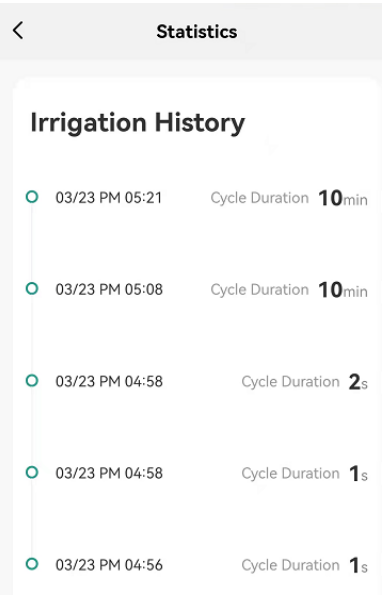 Statistics
Irrigation History
03/23 PM 05:21 Cycle Duration 10min
03/23 PM 05:08 Cycle Duration 10min
03/23 PM 04:58 Cycle Duration 2s
03/23 PM 04:58 Cycle Duration 1s
03/23 PM 04:56 Cycle Duration 1s